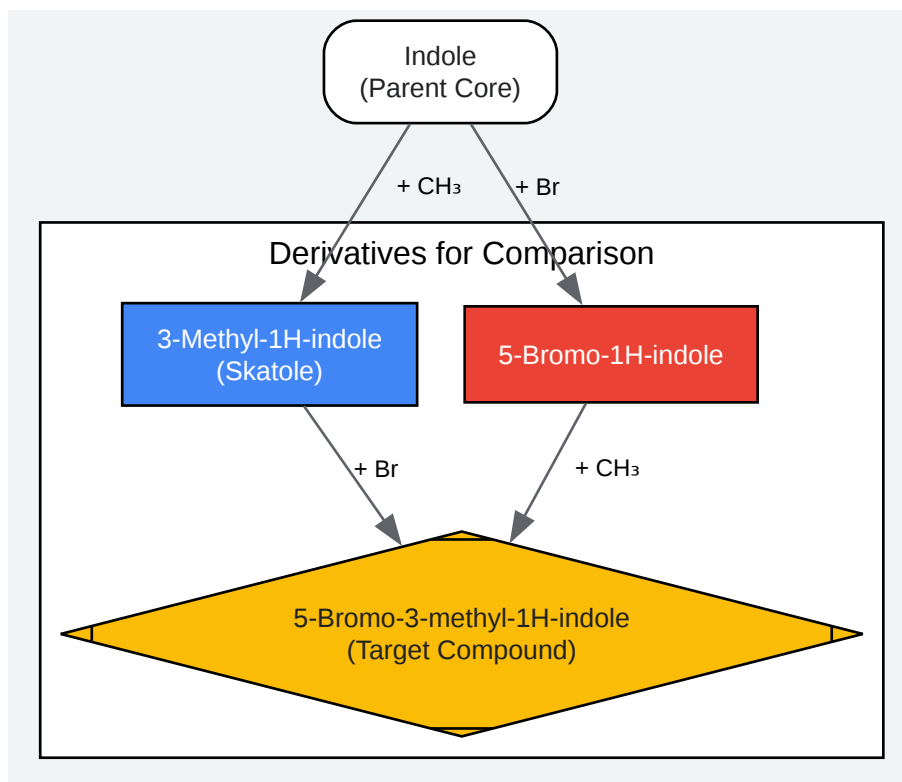 Indole
(Parent Core)
+ CH₃
+ Br
Derivatives for Comparison
3-Methyl-1H-indole
(Skatole)
5-Bromo-1H-indole
+ Br
+ CH₃
5-Bromo-3-methyl-1H-indole
(Target Compound)